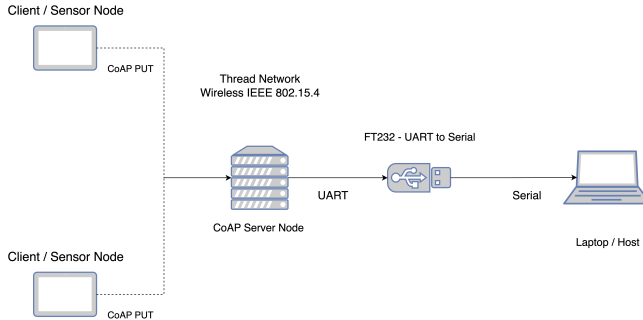 Client / Sensor Node
CoAP PUT
Thread Network
Wireless IEEE 802.15.4
FT232 - UART to Serial
UART
Serial
CoAP Server Node
Laptop / Host
Client / Sensor Node
CoAP PUT